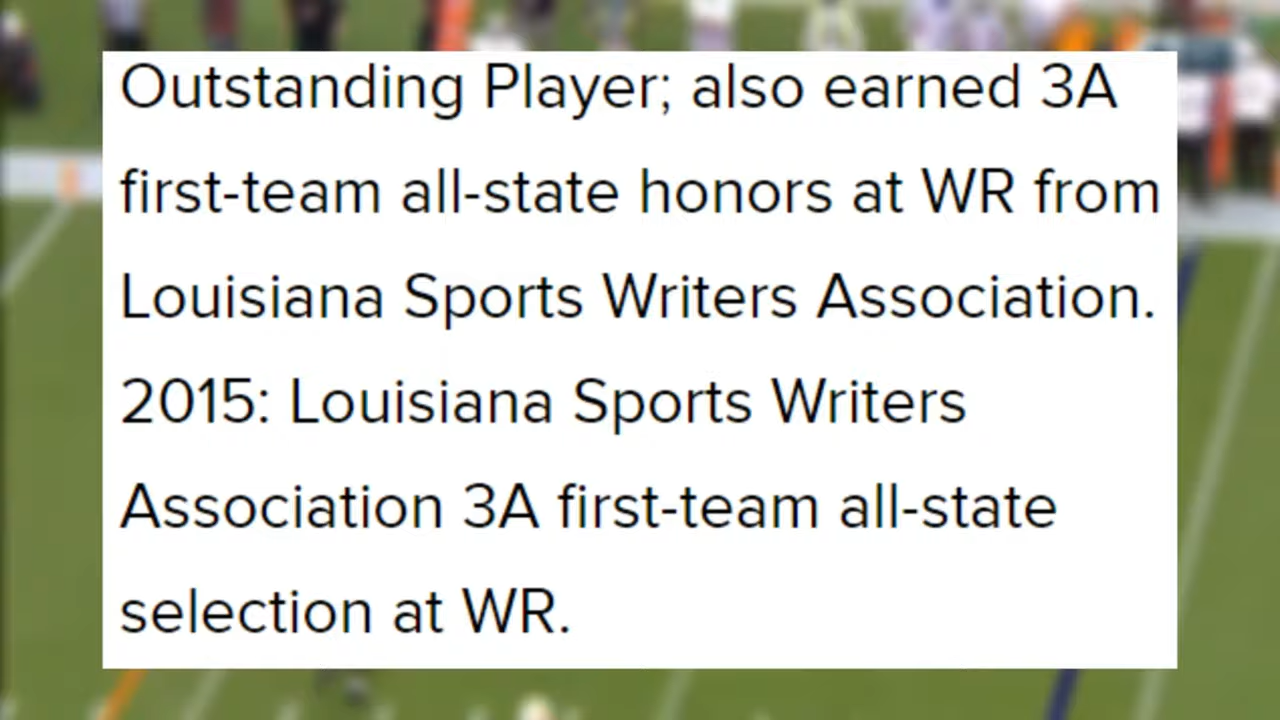 Outstanding Player; also earned 3A
first-team all-state honors at WR from
Louisiana Sports Writers Association.
2015: Louisiana Sports Writers
Association 3A first-team all-state
selection at WR.